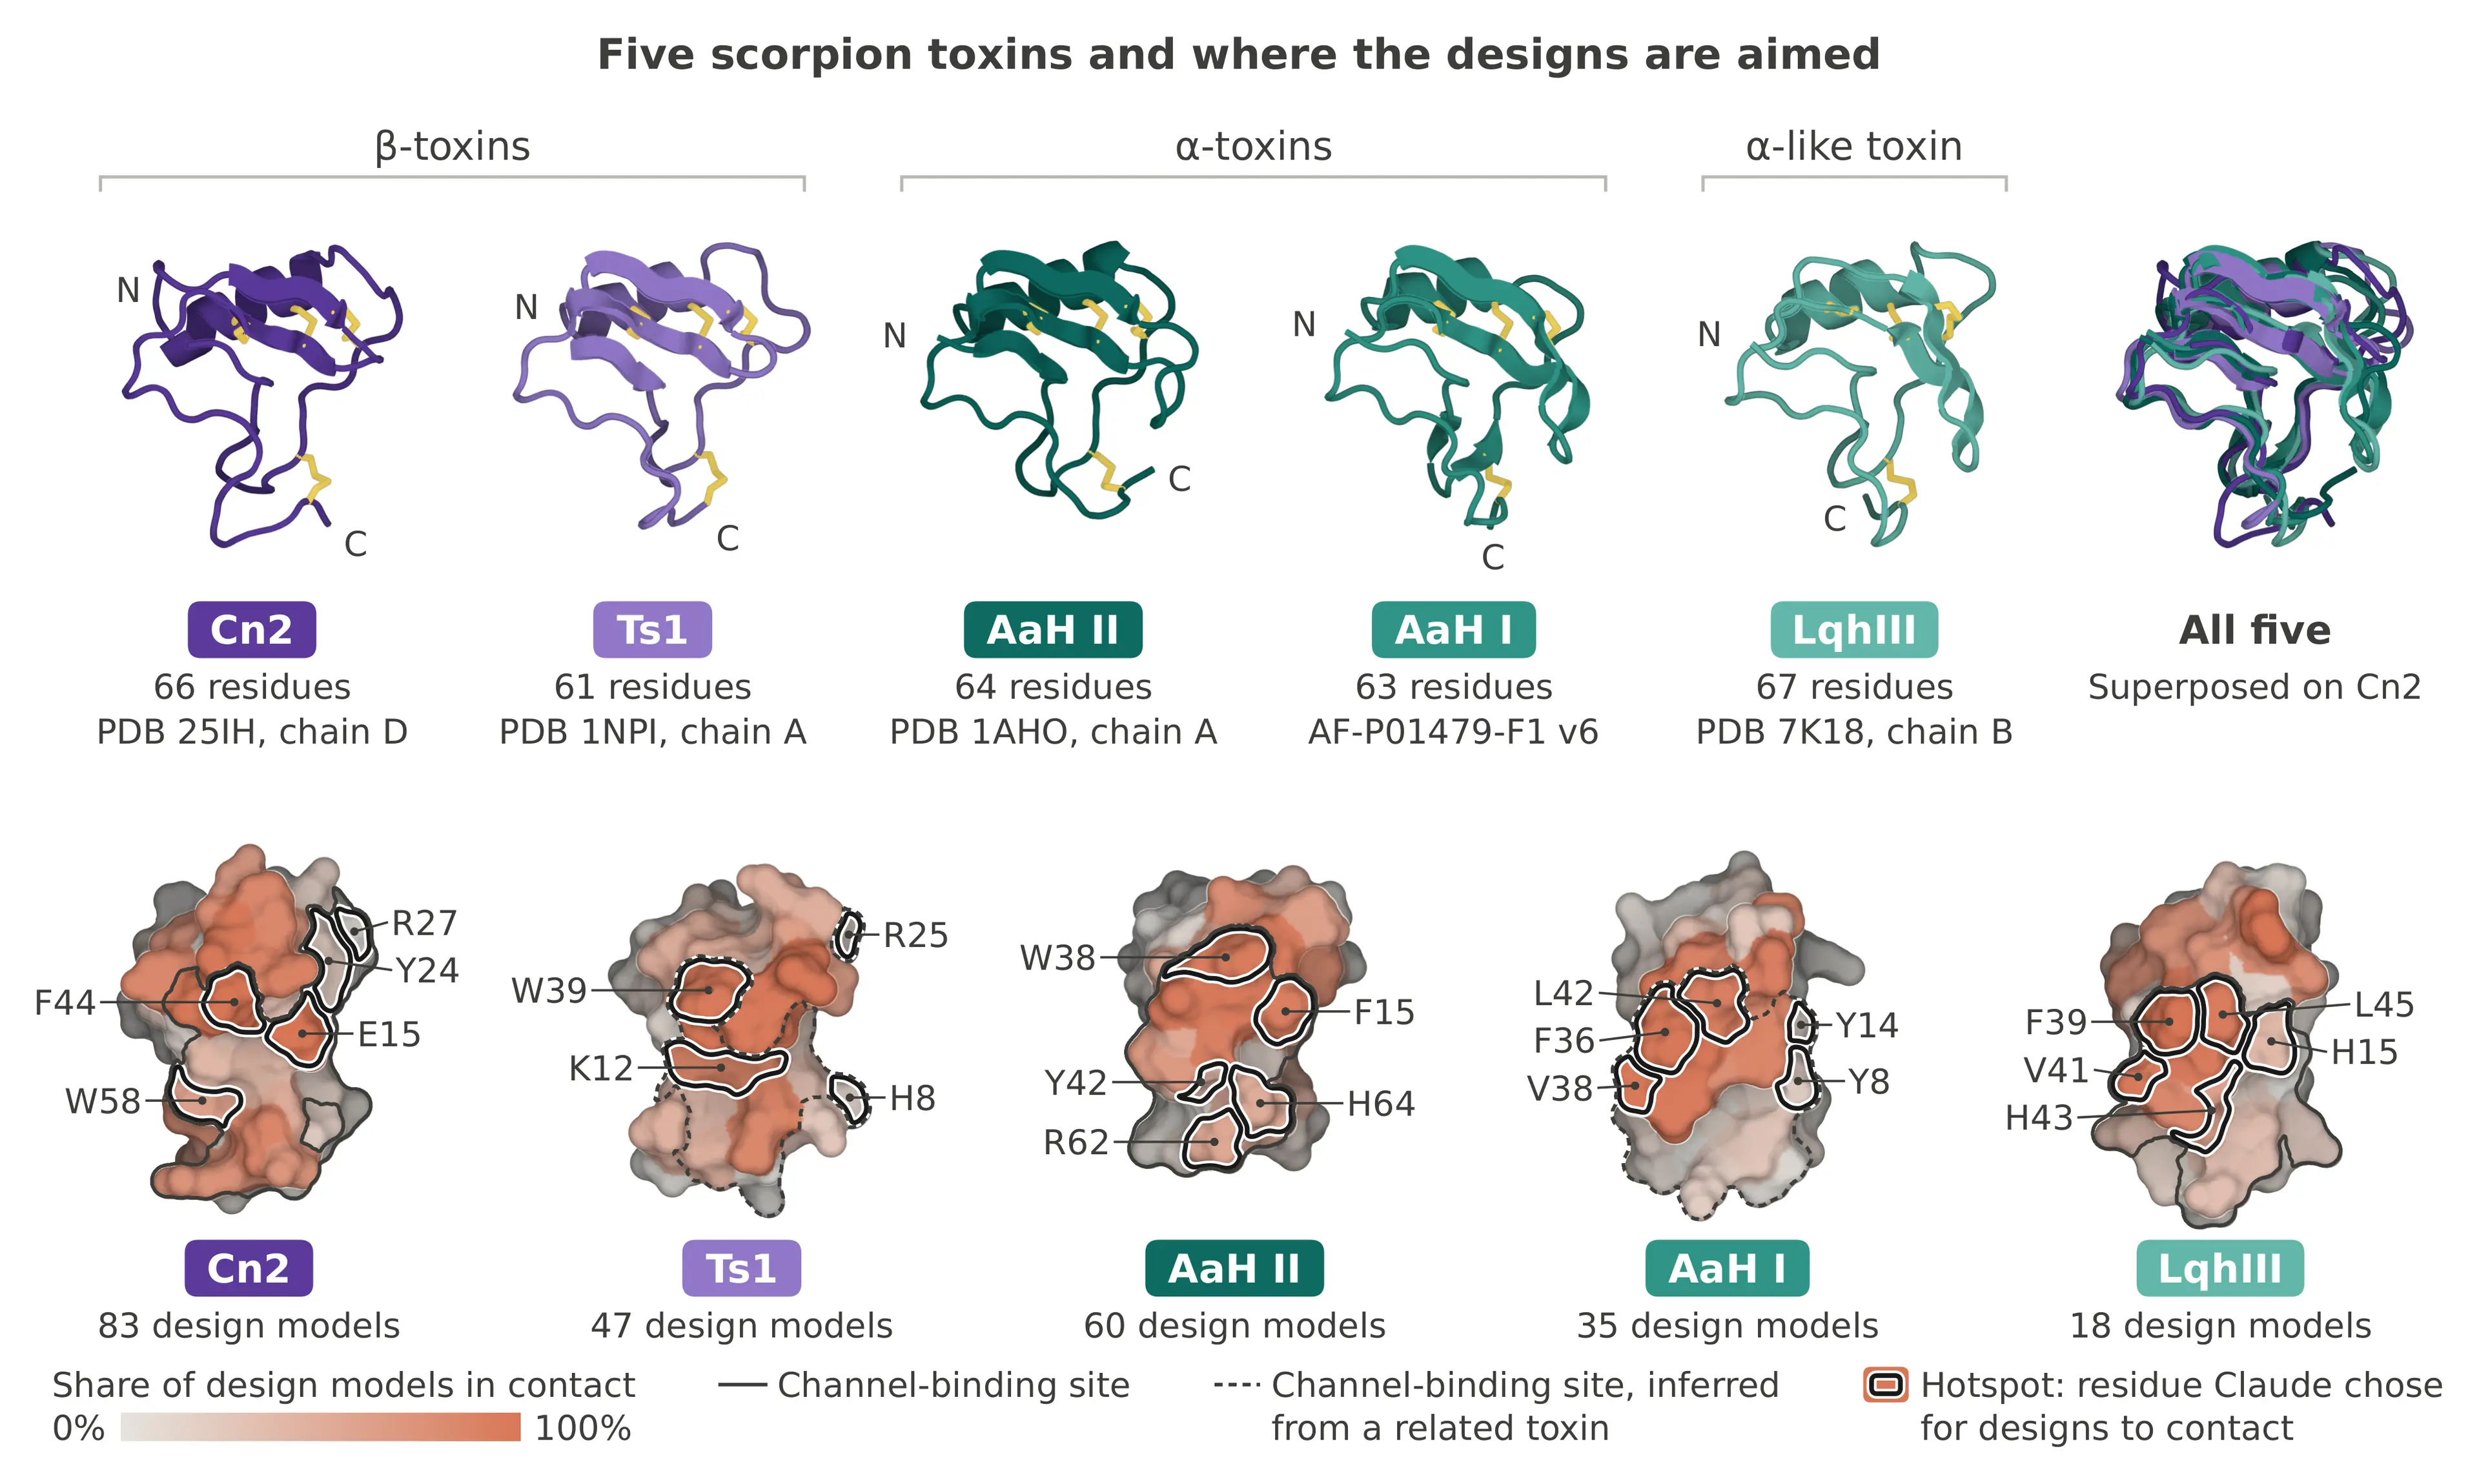 Five scorpion toxins and where the designs are aimed
β-toxins
α-toxins
α-like toxin
N
C
N
C
N
C
N
C
N
C
Cn2
66 residues
PDB 25IH, chain D
Ts1
61 residues
PDB 1NPI, chain A
AaH II
64 residues
PDB 1AHO, chain A
AaH I
63 residues
AF-P01479-F1 v6
LqhIII
67 residues
PDB 7K18, chain B
All five
Superposed on Cn2
R27
Y24
F44
E15
W58
R25
W39
K12
H8
W38
F15
Y42
H64
R62
L42
F36
Y14
V38
Y8
L45
F39
H15
V41
H43
Cn2
83 design models
Ts1
47 design models
AaH II
60 design models
AaH I
35 design models
LqhIII
18 design models
Share of design models in contact
0% 100%
Channel-binding site
Channel-binding site, inferred
from a related toxin
Hotspot: residue Claude chose
for designs to contact